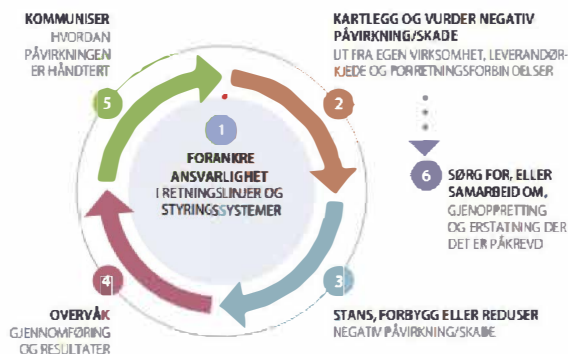 1
FORANKRE
ANSVARLIGHET
I RETNINGSLINJER OG
STYRINGSSYSTEMER
2
KARTLEGG OG VURDER NEGATIV
PÅVIRKNING/SKADE
UT FRA EGEN VIRKSOMHET, LEVERANDØR-
KJEDE OG FORRETNINGSFORBINDELSER
3
STANS, FORBYGG ELLER REDUSER
NEGATIV PÅVIRKNING/SKADE
4
OVERVÅK
GJENNOMFØRING
OG RESULTATER
5
KOMMUNISER
HVORDAN
PÅVIRKNINGEN
ER HÅNDTERT
6
SØRG FOR, ELLER
SAMARBEID OM,
GJENOPPRETTING
OG ERSTATNING DER
DET ER PÅKREVD